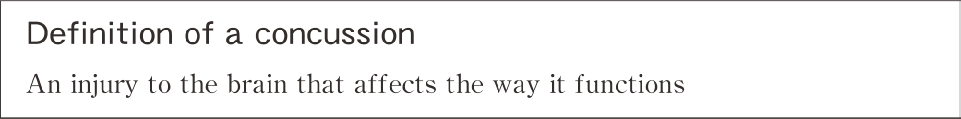 Definition of a concussion
An injury to the brain that affects the way it functions